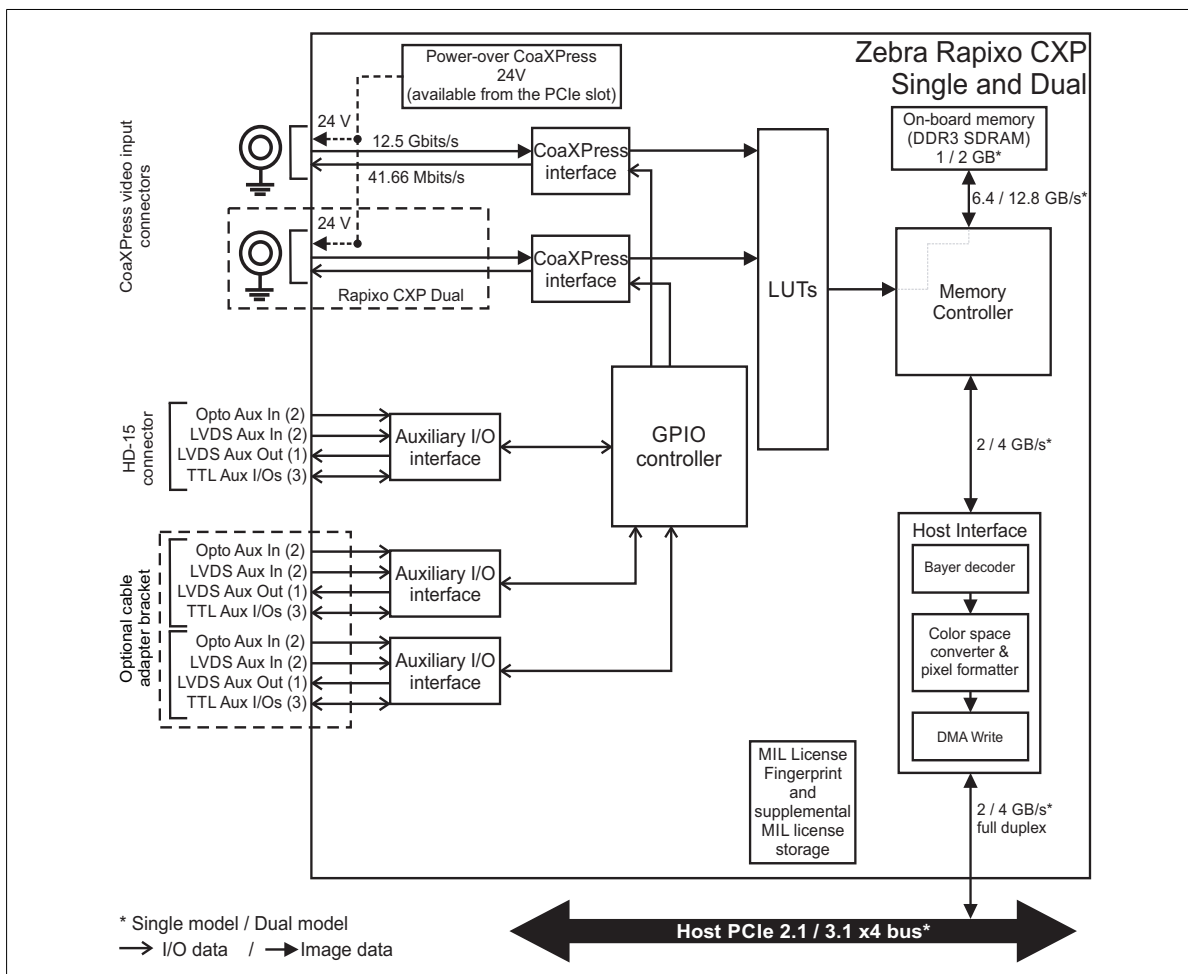 Zebra Rapixo CXP
Single and Dual
Power-over CoaXPress
24V
(available from the PCIe slot)
On-board memory
(DDR3 SDRAM)
1 / 2 GB*
6.4 / 12.8 GB/s*
CoaXPress video input
connectors
24 V
12.5 Gbits/s
41.66 Mbits/s
CoaXPress
interface
24 V
Rapixo CXP Dual
CoaXPress
interface
LUTs
Memory
Controller
2 / 4 GB/s*
HD-15
connector
Opto Aux In (2)
LVDS Aux In (2)
LVDS Aux Out (1)
TTL Aux I/Os (3)
Auxiliary I/O
interface
GPIO
controller
Optional cable
adapter bracket
Opto Aux In (2)
LVDS Aux In (2)
LVDS Aux Out (1)
TTL Aux I/Os (3)
Auxiliary I/O
interface
Opto Aux In (2)
LVDS Aux In (2)
LVDS Aux Out (1)
TTL Aux I/Os (3)
Auxiliary I/O
interface
Host Interface
Bayer decoder
Color space
converter &
pixel formatter
DMA Write
MIL License
Fingerprint
and
supplemental
MIL license
storage
2 / 4 GB/s*
full duplex
Host PCIe 2.1 / 3.1 x4 bus*
* Single model / Dual model
I/O data / Image data